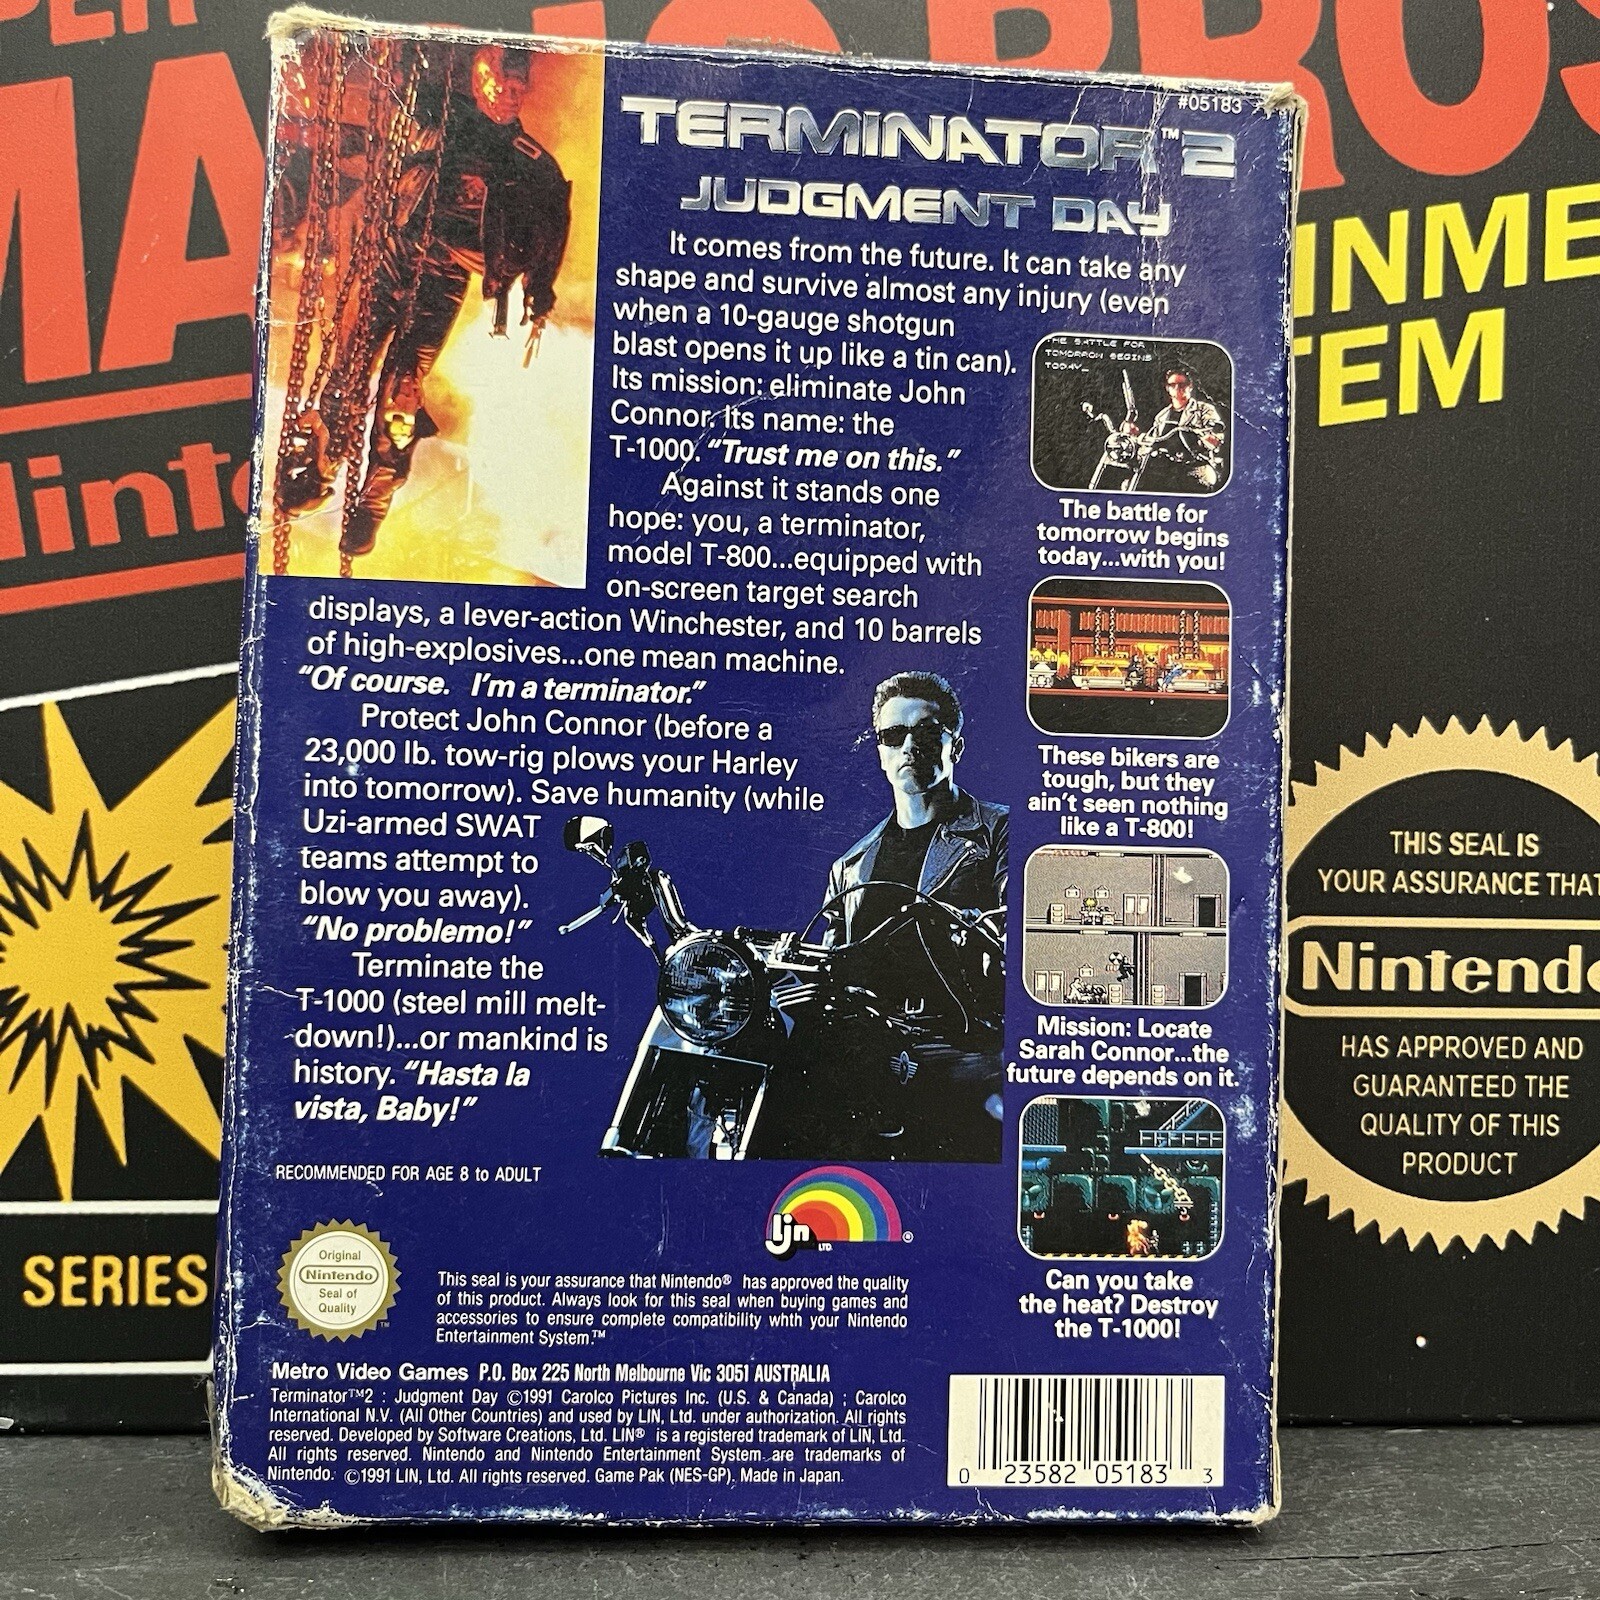 #05183
TERMINATOR™ 2
JUDGMENT DAY
It comes from the future. It can take any
shape and survive almost any injury (even
when a 10-gauge shotgun
blast opens it up like a tin can).
Its mission: eliminate John
Connor. Its name: the
T-1000. “Trust me on this.”
Against it stands one
hope: you, a terminator,
model T-800...equipped with
on-screen target search
displays, a lever-action Winchester, and 10 barrels
of high-explosives...one mean machine.
“Of course. I’m a terminator.”
Protect John Connor (before a
23,000 lb. tow-rig plows your Harley
into tomorrow). Save humanity (while
Uzi-armed SWAT
teams attempt to
blow you away).
“No problemo!”
Terminate the
T-1000 (steel mill melt-
down!)...or mankind is
history. “Hasta la
vista, Baby!”
THE BATTLE FOR
TOMORROW BEGINS
TODAY_
The battle for
tomorrow begins
today...with you!
These bikers are
tough, but they
ain’t seen nothing
like a T-800!
Mission: Locate
Sarah Connor...the
future depends on it.
Can you take
the heat? Destroy
the T-1000!
RECOMMENDED FOR AGE 8 to ADULT
ljn LTD. ®
Original
Nintendo
Seal of
Quality
TM
This seal is your assurance that Nintendo® has approved the quality
of this product. Always look for this seal when buying games and
accessories to ensure complete compatibility whth your Nintendo
Entertainment System.™
Metro Video Games P.O. Box 225 North Melbourne Vic 3051 AUSTRALIA
Terminator™2 : Judgment Day ©1991 Carolco Pictures Inc. (U.S. & Canada) ; Carolco
International N.V. (All Other Countries) and used by LIN, Ltd. under authorization. All rights
reserved. Developed by Software Creations, Ltd. LIN® is a registered trademark of LIN, Ltd.
All rights reserved. Nintendo and Nintendo Entertainment System are trademarks of
Nintendo. ©1991 LIN, Ltd. All rights reserved. Game Pak (NES-GP). Made in Japan.
0 23582 05183 3
PER
MA
BROS
Ninte
INME
TEM
SERIES
THIS SEAL IS
YOUR ASSURANCE THAT
Nintendo
HAS APPROVED AND
GUARANTEED THE
QUALITY OF THIS
PRODUCT